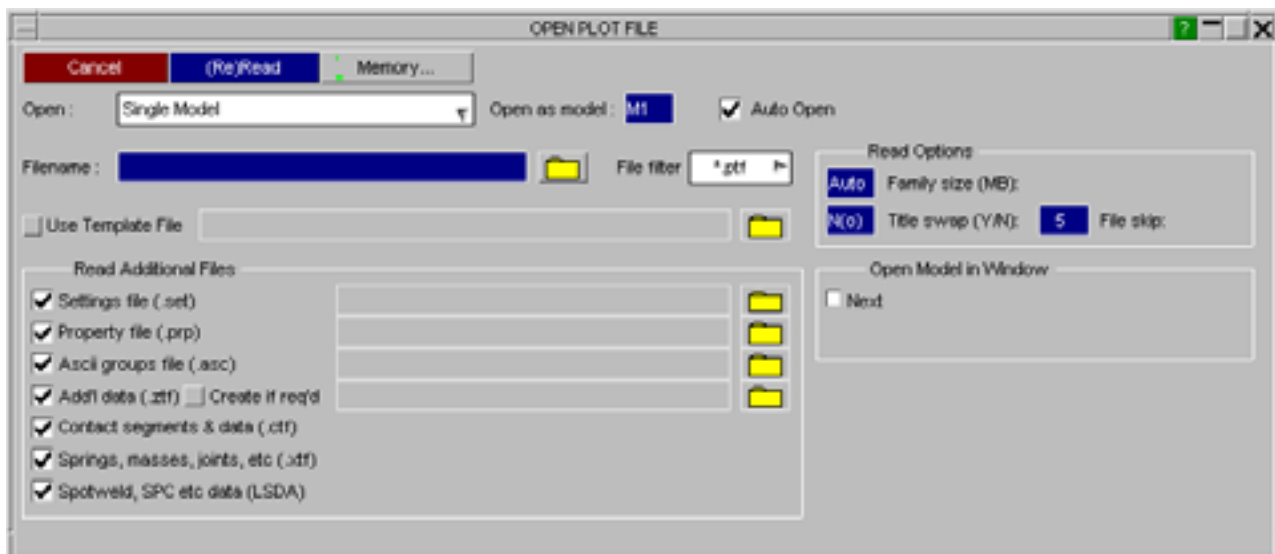 OPEN PLOT FILE
?
Cancel (Re)Read Memory...
Open : Single Model Open as model : M1 Auto Open
Filename : File filter *.ptf
Read Options
Auto Family size (MB):
N(o) Title swap (Y/N): 5 File skip:
Use Template File
Read Additional Files
Settings file (.set)
Property file (.prp)
Ascii groups file (.asc)
Add'l data (.ztf) Create if req'd
Contact segments & data (.ctf)
Springs, masses, joints, etc (.xtf)
Spotweld, SPC etc data (LSDA)
Open Model in Window
Next